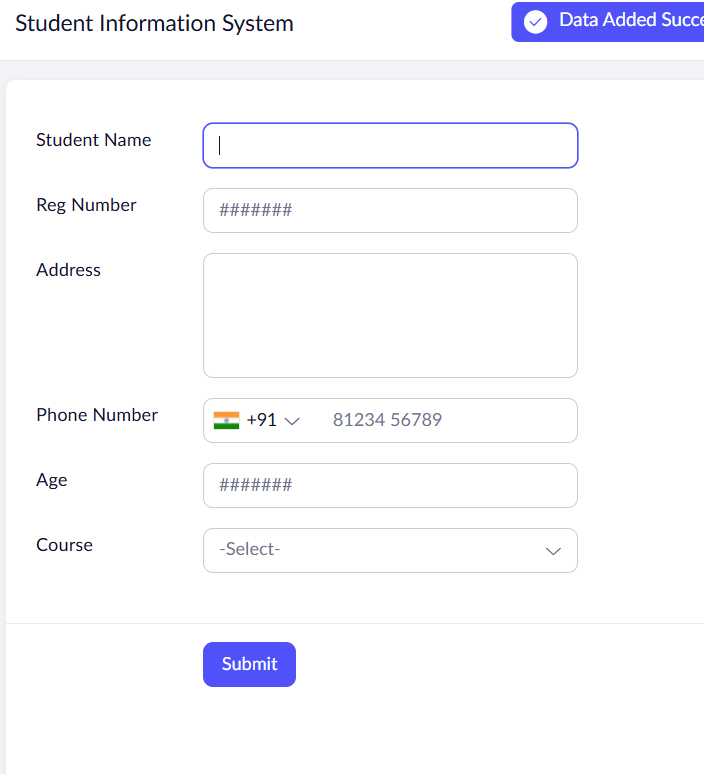 Student Information System
Data Added
Student Name
Reg Number
#######
Address
Phone Number
+91
81234 56789
Age
#######
Course
-Select-
Submit